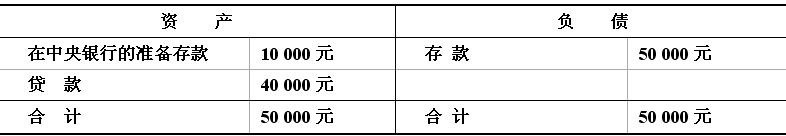 资 产 负 债
在中央银行的准备存款 10 000 元 存 款 50 000 元
贷 款 40 000 元
合 计 50 000 元 合 计 50 000 元